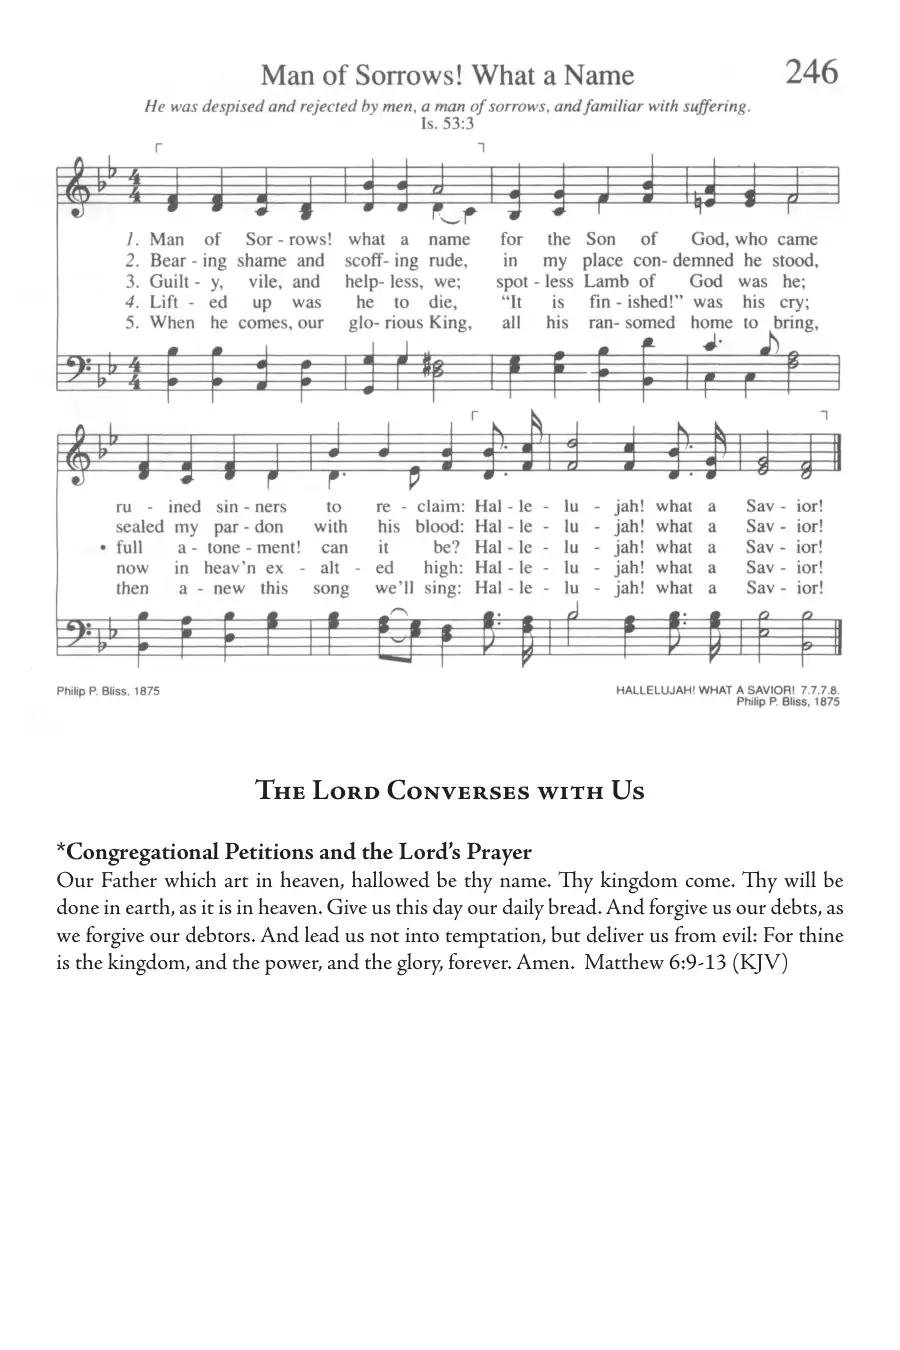 Man of Sorrows! What a Name 246
He was despised and rejected by men, a man of sorrows, and familiar with suffering.
Is. 53:3
1. Man of Sor - rows! what a name for the Son of God, who came
2. Bear - ing shame and scoff- ing rude, in my place con- demned he stood,
3. Guilt - y, vile, and help- less, we; spot - less Lamb of God was he;
4. Lift - ed up was he to die, “It is fin - ished!” was his cry;
5. When he comes, our glo- rious King, all his ran- somed home to bring,
ru - ined sin - ners to re - claim: Hal - le - lu - jah! what a Sav - ior!
sealed my par - don with his blood: Hal - le - lu - jah! what a Sav - ior!
• full a - tone - ment! can it be? Hal - le - lu - jah! what a Sav - ior!
now in heav’n ex - alt - ed high: Hal - le - lu - jah! what a Sav - ior!
then a - new this song we’ll sing: Hal - le - lu - jah! what a Sav - ior!
Philip P. Bliss, 1875 HALLELUJAH! WHAT A SAVIOR! 7.7.7.8.
Philip P. Bliss, 1875
The Lord Converses with Us
*Congregational Petitions and the Lord’s Prayer
Our Father which art in heaven, hallowed be thy name. Thy kingdom come. Thy will be
done in earth, as it is in heaven. Give us this day our daily bread. And forgive us our debts, as
we forgive our debtors. And lead us not into temptation, but deliver us from evil: For thine
is the kingdom, and the power, and the glory, forever. Amen. Matthew 6:9-13 (KJV)